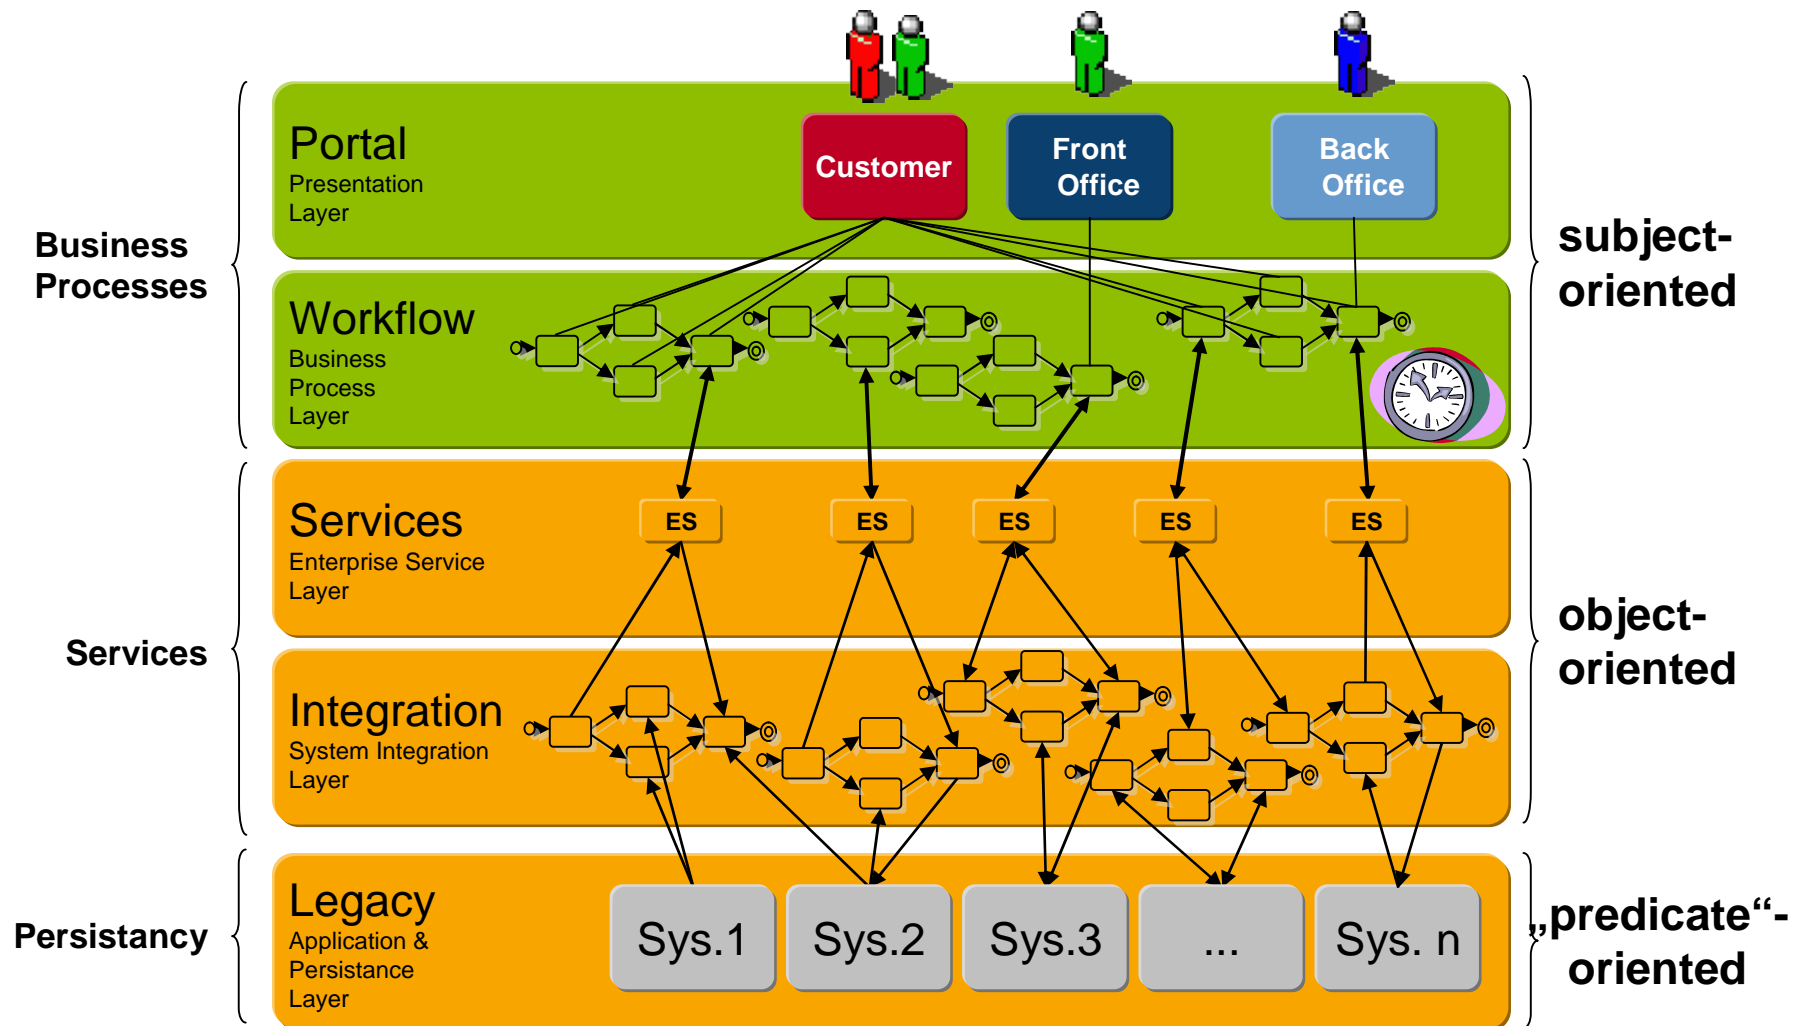 Portal
Presentation
Layer
Customer
Front
Office
Back
Office
Business
Processes
subject-
oriented
Workflow
Business
Process
Layer
Services
Enterprise Service
Layer
ES
ES
ES
ES
ES
Services
object-
oriented
Integration
System Integration
Layer
Legacy
Application &
Persistance
Layer
Sys.1
Sys.2
Sys.3
...
Sys. n
Persistancy
„predicate“-
oriented